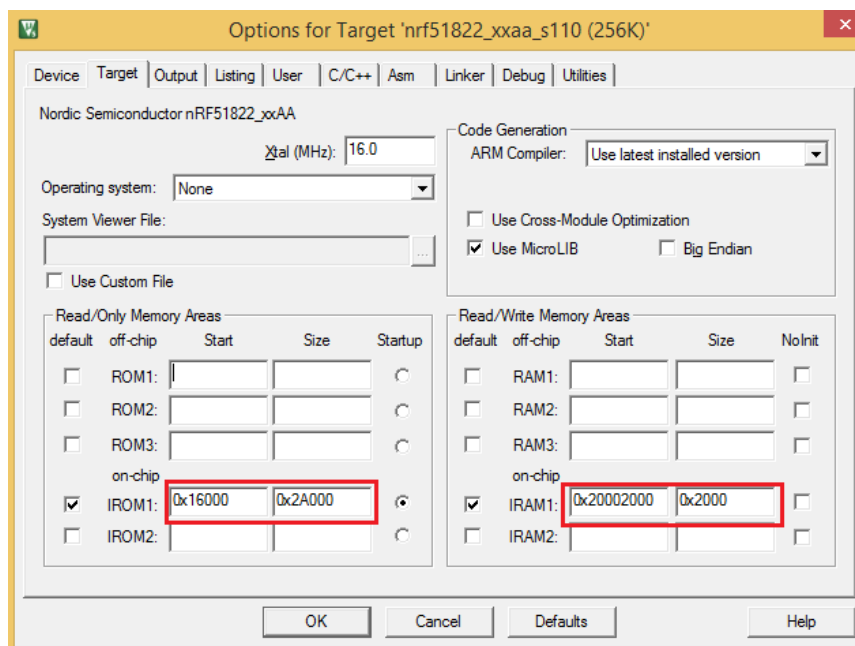 Options for Target 'nrf51822_xxaa_s110 (256K)'
Device Target Output Listing User C/C++ Asm Linker Debug Utilities
Nordic Semiconductor nRF51822_xxAA
Xtal (MHz): 16.0
Operating system: None
System Viewer File:
...
Use Custom File
Code Generation
ARM Compiler: Use latest installed version
Use Cross-Module Optimization
Use MicroLIB Big Endian
Read/Only Memory Areas
default off-chip Start Size Startup
ROM1:
ROM2:
ROM3:
on-chip
IROM1: 0x16000 0x2A000
IROM2:
Read/Write Memory Areas
default off-chip Start Size NoInit
RAM1:
RAM2:
RAM3:
on-chip
IRAM1: 0x20002000 0x2000
IRAM2:
OK Cancel Defaults Help